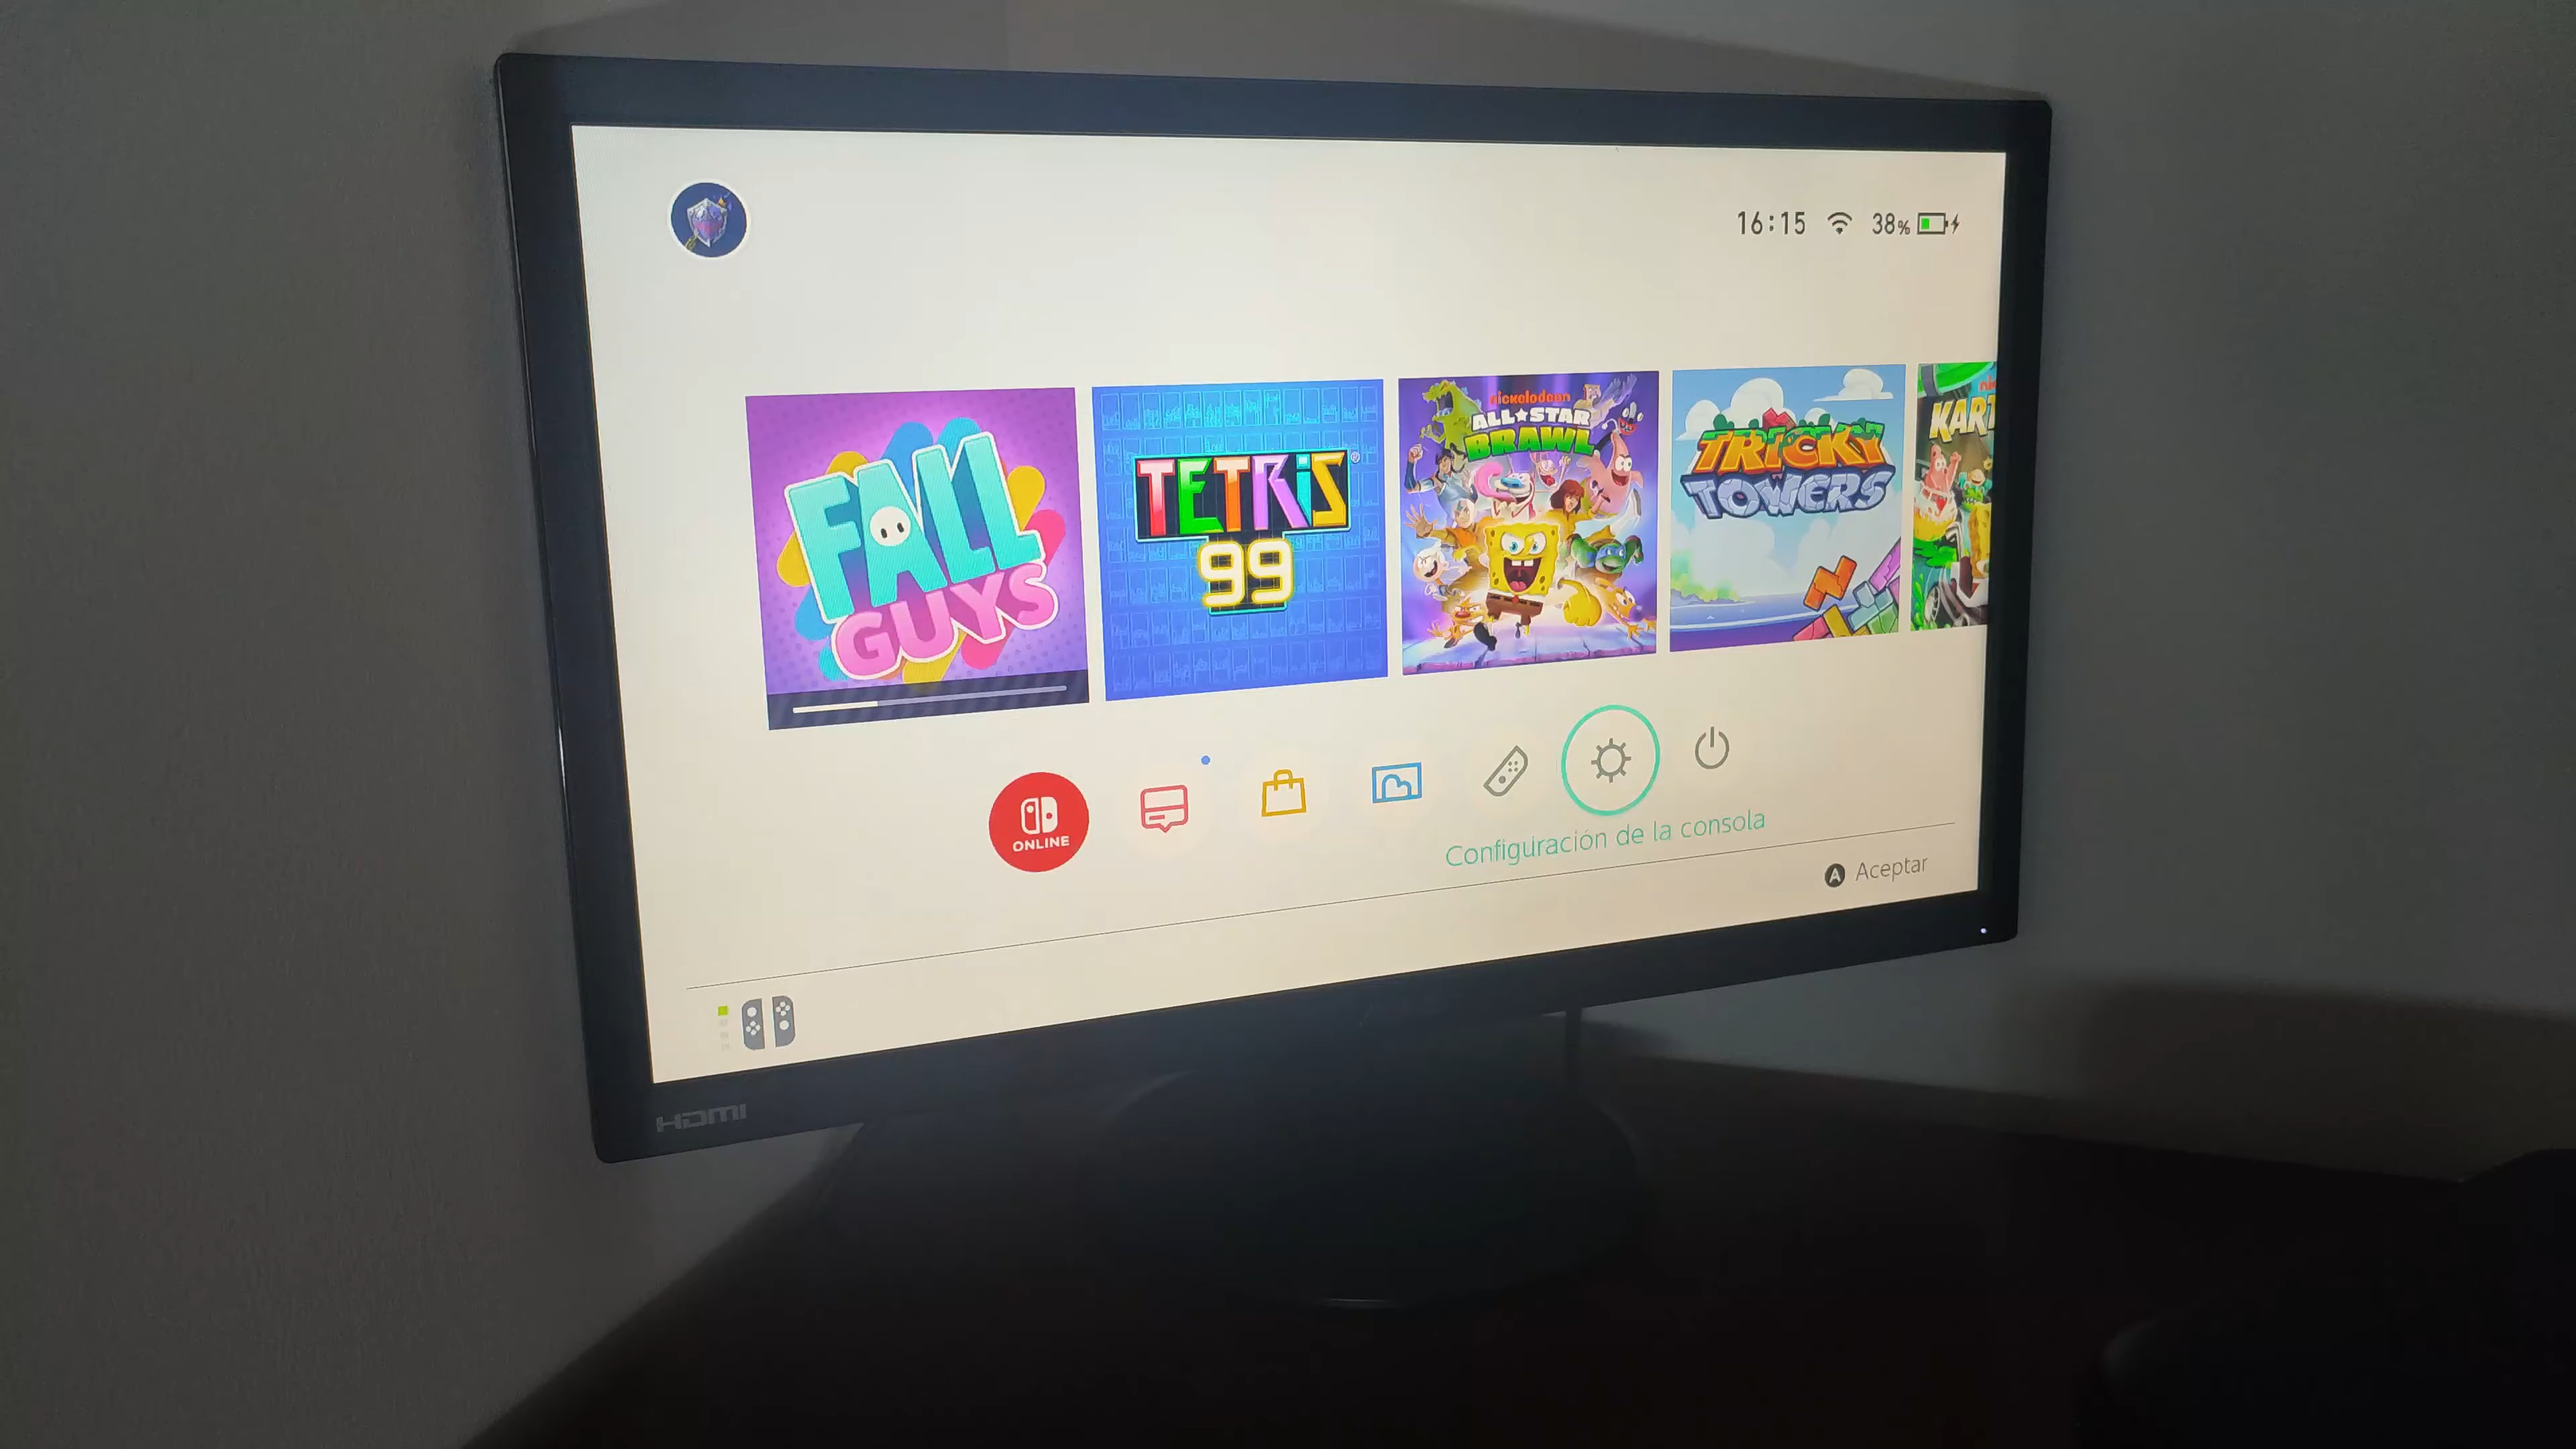 16:15 38%
FALL
GUYS
TETRIS®
99
nickelodeon
ALL★STAR
BRAWL
TRICKY
TOWERS
KART
ONLINE
Configuración de la consola
A Aceptar
HDMI